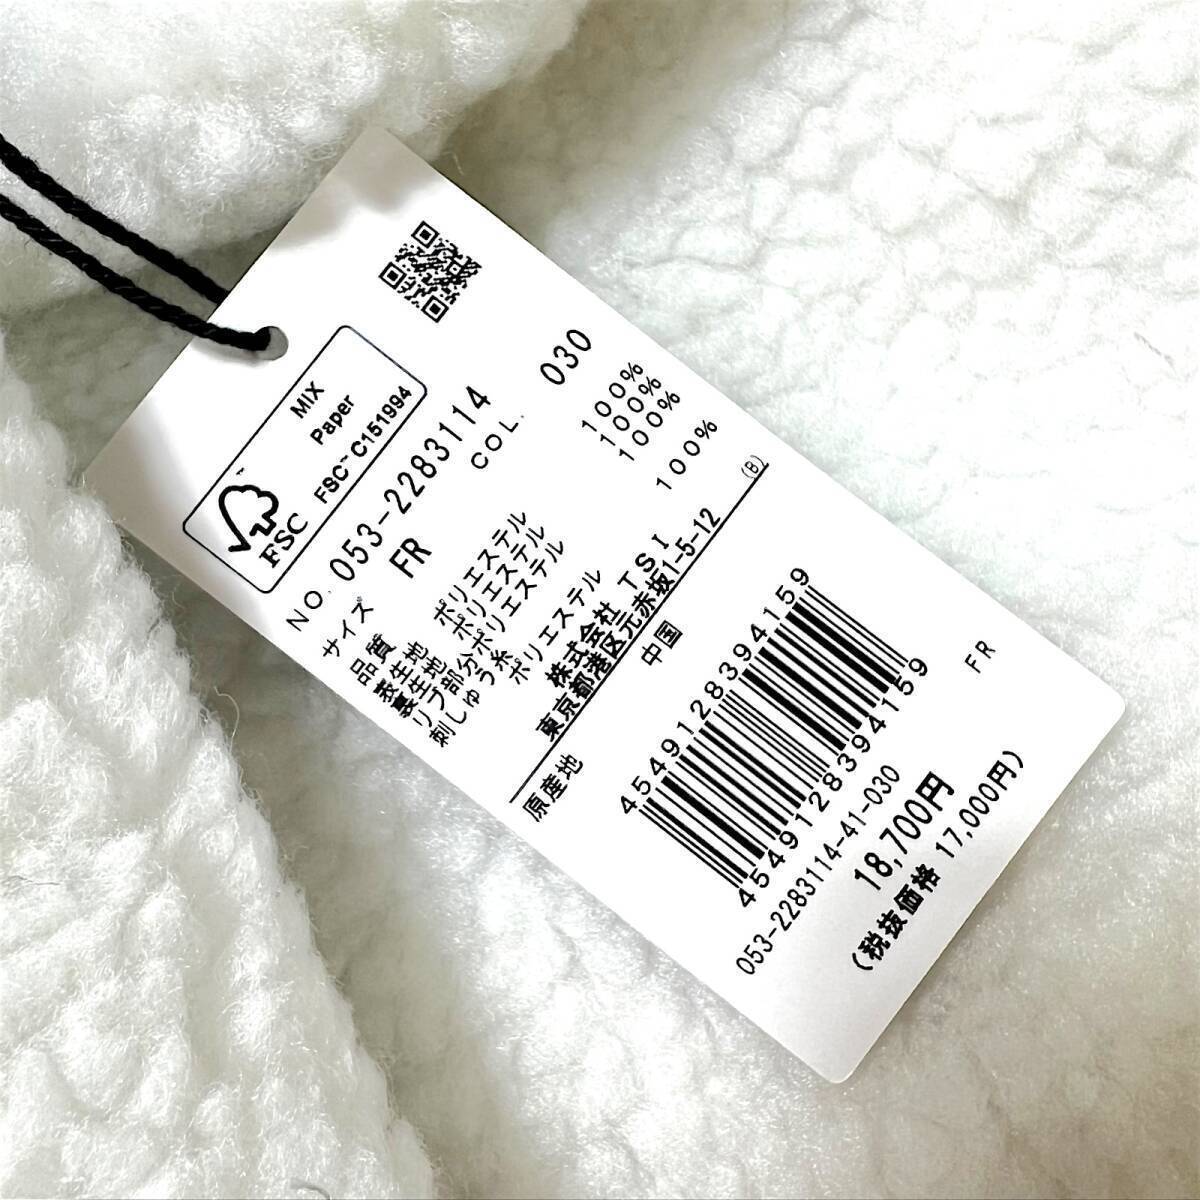 MIX
Paper
FSC™ C151994
FSC
NO. 053-2283114 COL. 030
サイズ FR
品質
表生地 ポリエステル 100%
裏生地 ポリエステル 100%
リブ部分 ポリエステル 100%
刺しゅう糸 ポリエステル 100%
株式会社 TSI
東京都港区元赤坂1-5-12 (B)
原産地 中国
4549128394159
4549128394159
053-2283114-41-030 FR
18,700円
(税抜価格 17,000円)